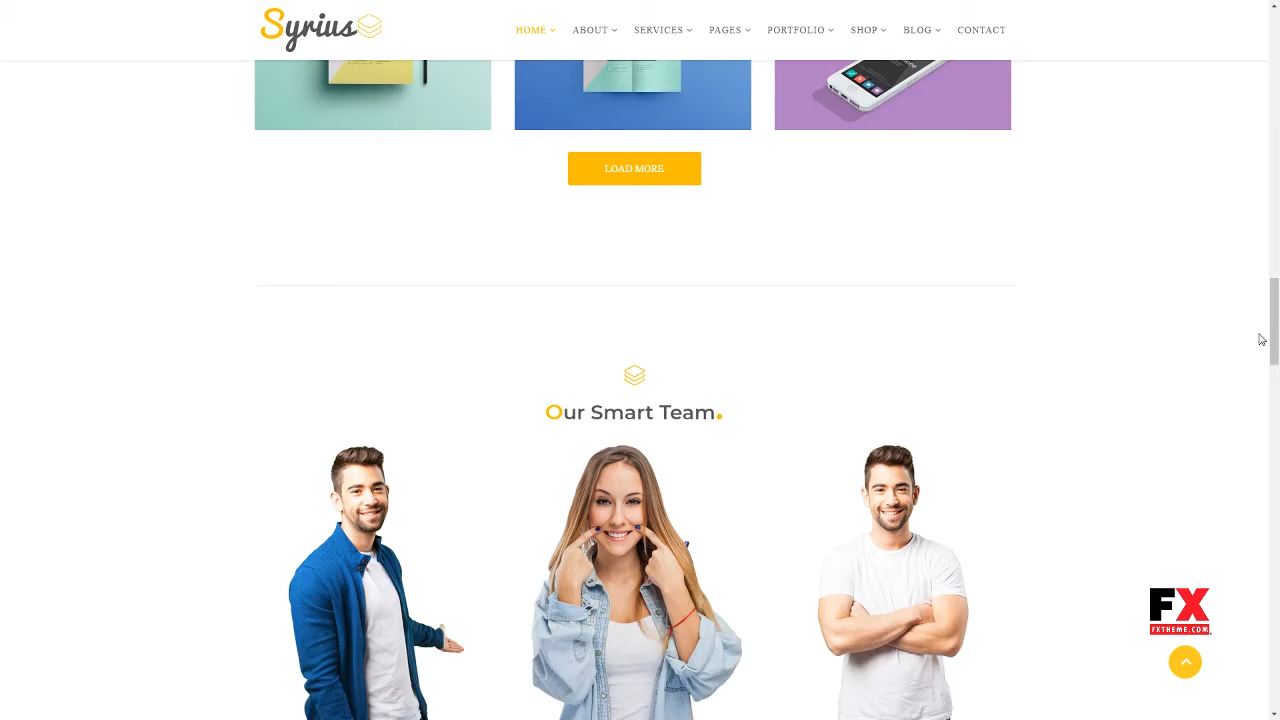 Syrius
HOME ABOUT SERVICES PAGES PORTFOLIO SHOP BLOG CONTACT
LOAD MORE
Our Smart Team.
FX
FXTHEME.COM.